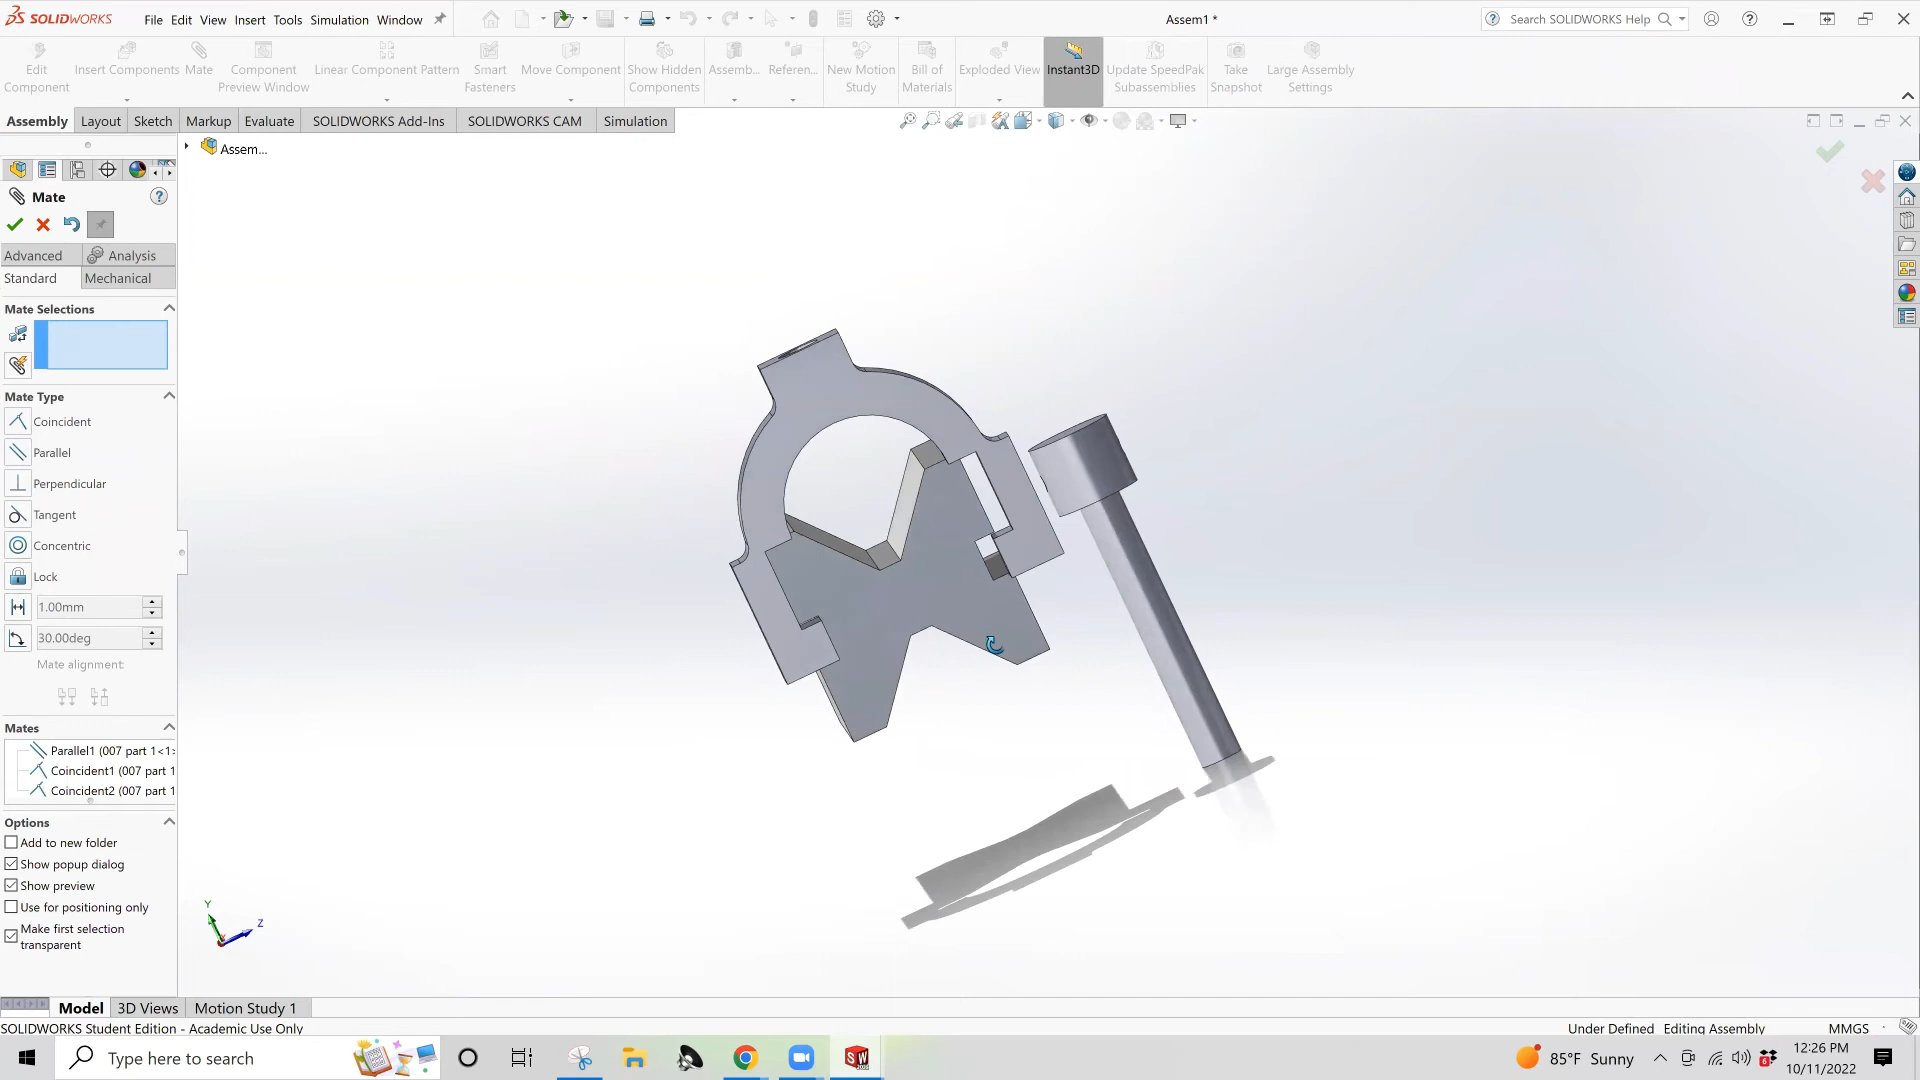 SOLIDWORKS File Edit View Insert Tools Simulation Window Assem1 * Search SOLIDWORKS Help
Edit Component
Insert Components
Mate
Component Preview Window
Linear Component Pattern
Smart Fasteners
Move Component
Show Hidden Components
Assemb...
Referen...
New Motion Study
Bill of Materials
Exploded View
Instant3D
Update SpeedPak Subassemblies
Take Snapshot
Large Assembly Settings
Assembly Layout Sketch Markup Evaluate SOLIDWORKS Add-Ins SOLIDWORKS CAM Simulation
Assem...
Mate
Advanced Analysis
Standard Mechanical
Mate Selections
Mate Type
Coincident
Parallel
Perpendicular
Tangent
Concentric
Lock
1.00mm
30.00deg
Mate alignment:
Mates
Parallel1 (007 part 1<1>
Coincident1 (007 part 1
Coincident2 (007 part 1
Options
Add to new folder
Show popup dialog
Show preview
Use for positioning only
Make first selection
transparent
Y
Z
Model 3D Views Motion Study 1
SOLIDWORKS Student Edition - Academic Use Only Under Defined Editing Assembly MMGS
Type here to search
85°F Sunny
12:26 PM
10/11/2022